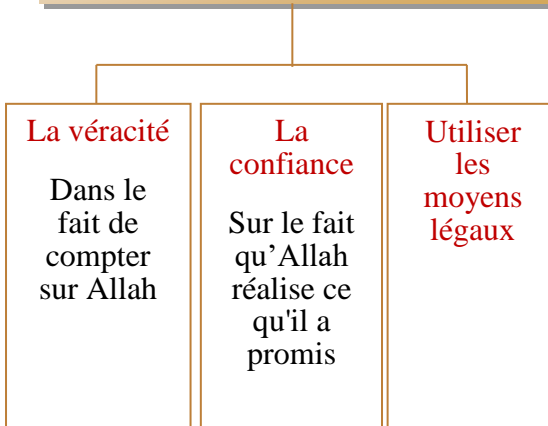 La véracité
Dans le
fait de
compter
sur Allah
La
confiance
Sur le fait
qu’Allah
réalise ce
qu'il a
promis
Utiliser
les
moyens
légaux